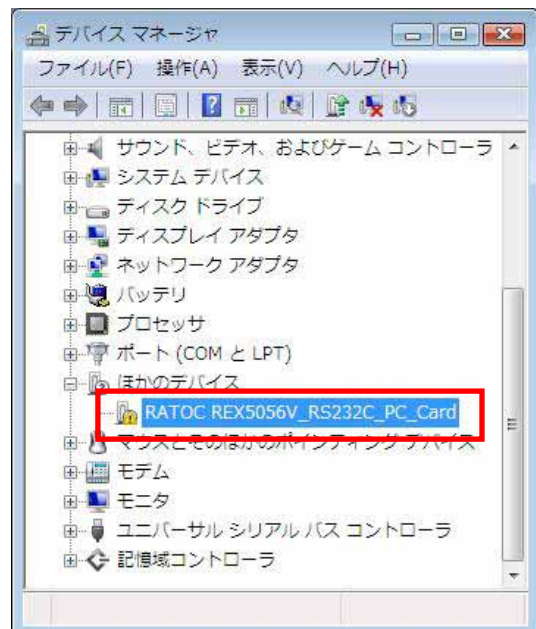 デバイス マネージャ
ファイル(F) 操作(A) 表示(V) ヘルプ(H)
サウンド、ビデオ、およびゲーム コントローラ
システム デバイス
ディスク ドライブ
ディスプレイ アダプタ
ネットワーク アダプタ
バッテリ
プロセッサ
ポート (COM と LPT)
ほかのデバイス
RATOC REX5056V_RS232C_PC_Card
マウスとそのほかのポインティング デバイス
モデム
モニタ
ユニバーサル シリアル バス コントローラ
記憶域コントローラ